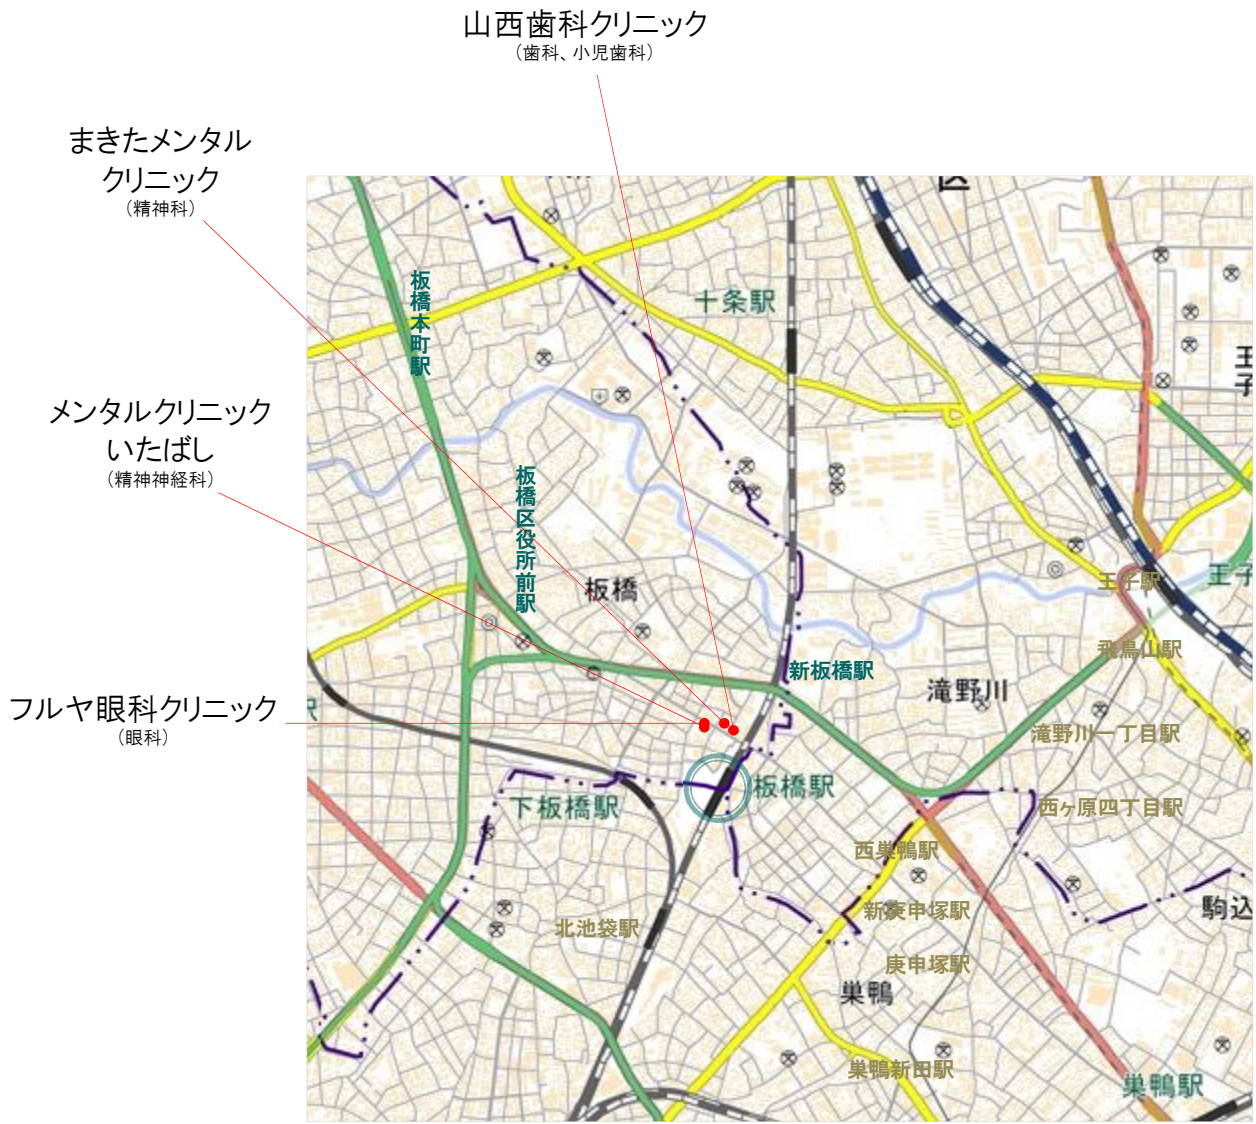 山西歯科クリニック
（歯科、小児歯科）
まきたメンタル
クリニック
（精神科）
メンタルクリニック
いたばし
（精神神経科）
フルヤ眼科クリニック
（眼科）
区
十条駅
板橋本町駅
王子
板橋区役所前駅
板橋
王子駅
王子
飛鳥山駅
新板橋駅
滝野川
駅
滝野川一丁目駅
板橋駅
下板橋駅
西ヶ原四丁目駅
西巣鴨駅
新庚申塚駅
駒込
北池袋駅
庚申塚駅
巣鴨
巣鴨新田駅
巣鴨駅